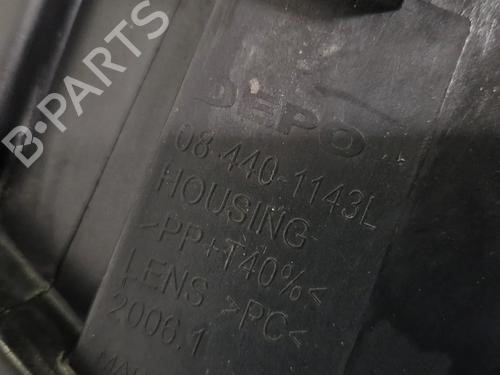 B-PARTS
DEPO
08 440-1143L
HOUSING
>PP+T40%<
LENS >PC<
2006.1